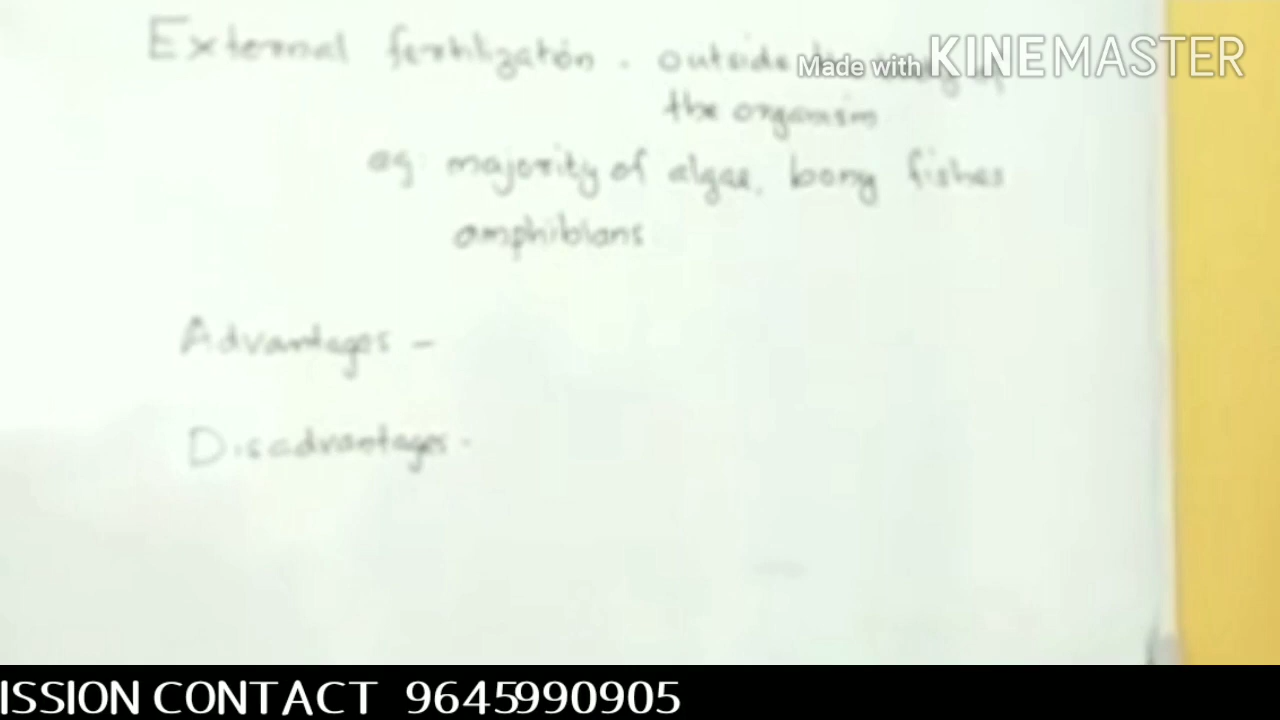 External fertilization. outside
Made with KINEMASTER
the organism
eg: majority of algae, bony fishes
amphibians
Advantages -
Disadvantages -
ISSION CONTACT 9645990905